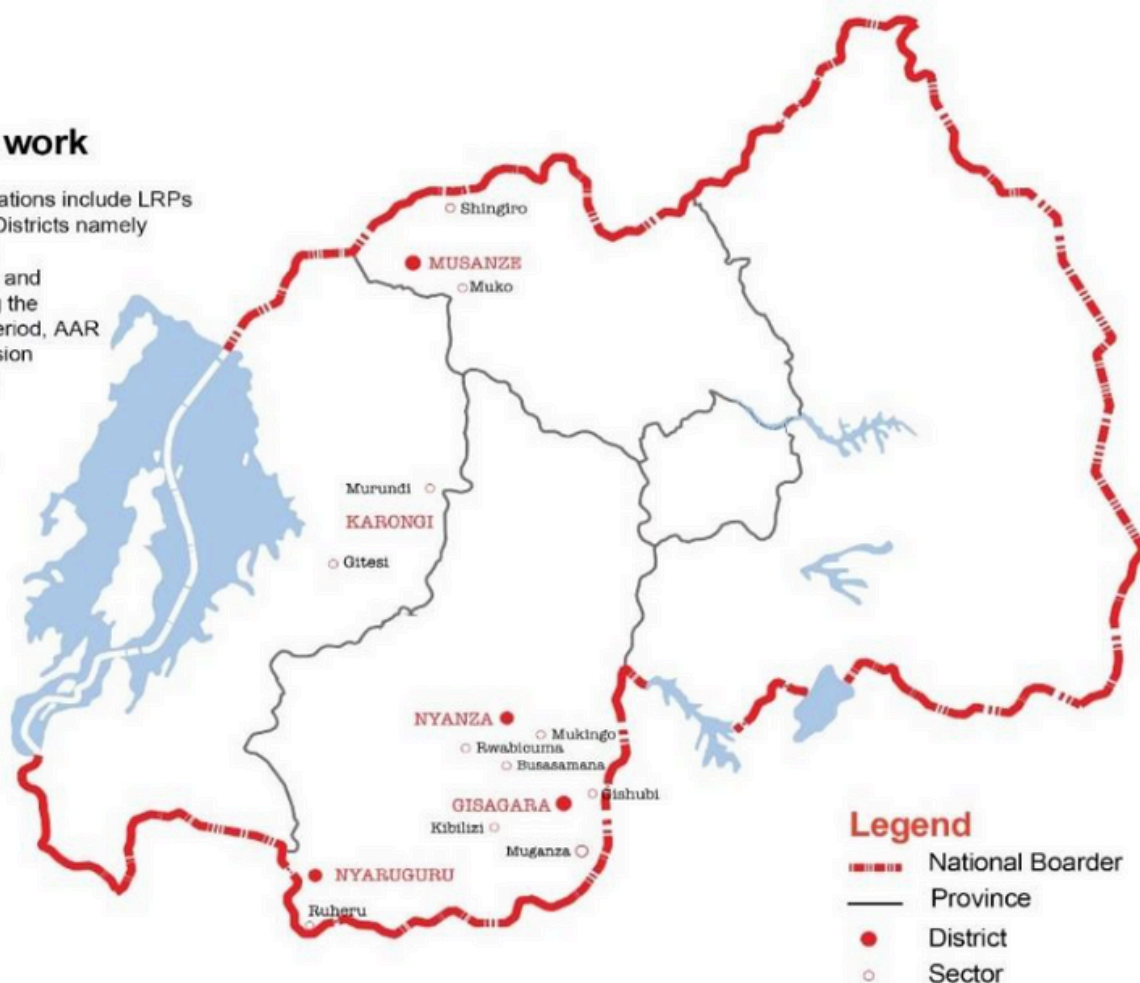 work
ations include LRPs
Districts namely
and
the
eriod, AAR
sion
Shingiro
MUSANZE
Muko
Murundi
KARONGI
Gitesi
NYANZA
Mukingo
Rwabicuma
Busasamana
Gishubi
GISAGARA
Kibilizi
Muganza
NYARUGURU
Ruheru
Legend
National Boarder
Province
District
Sector